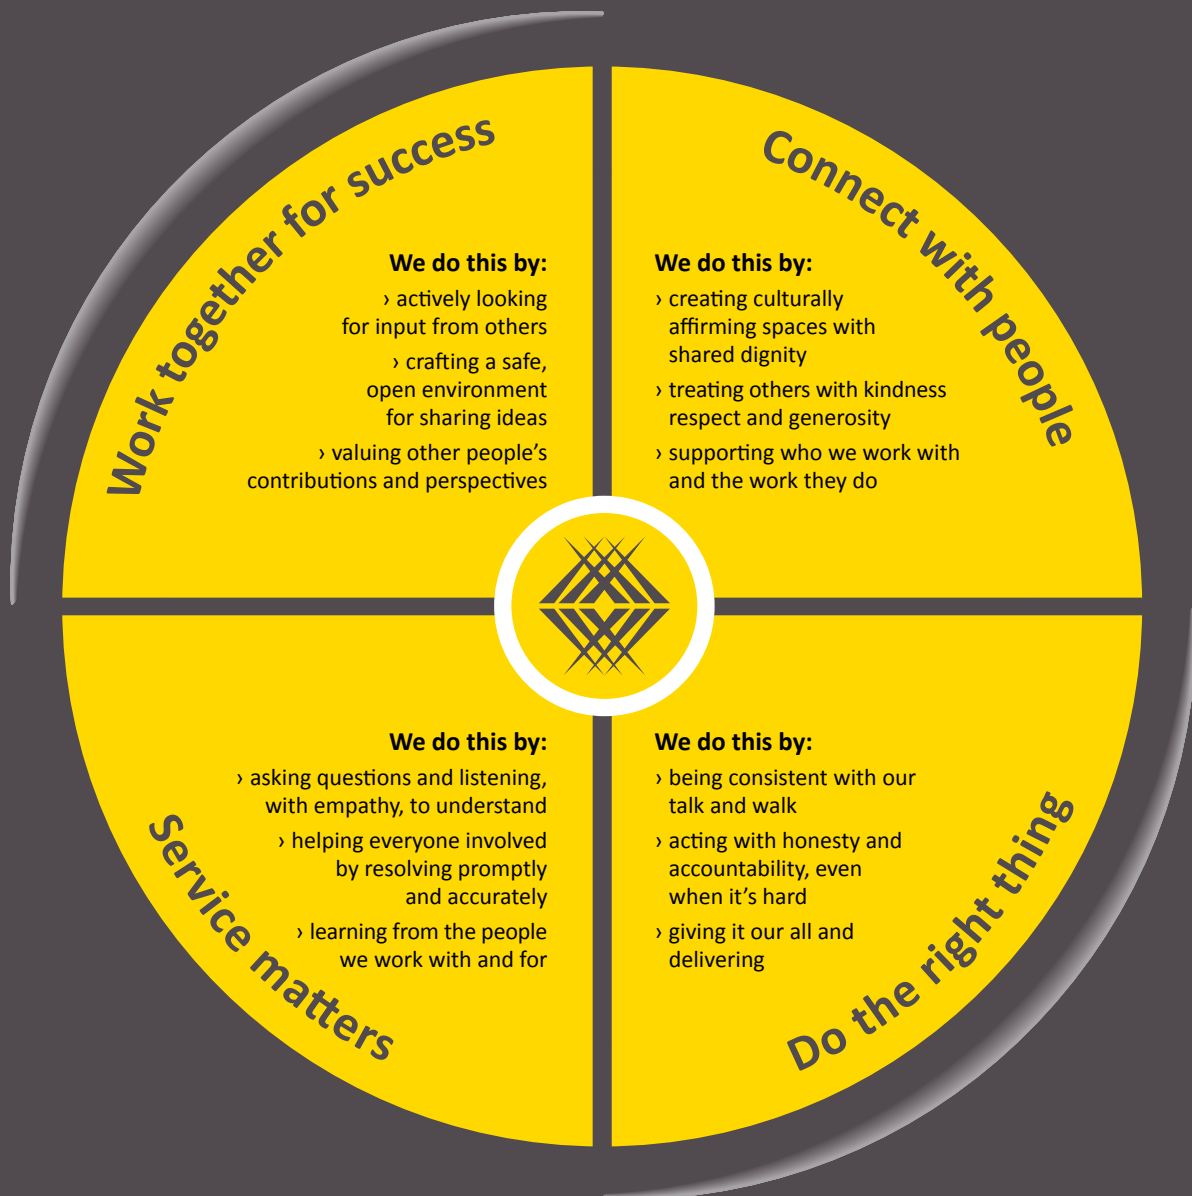 Work together for success
We do this by:
› actively looking
for input from others
› crafting a safe,
open environment
for sharing ideas
› valuing other people’s
contributions and perspectives
Connect with people
We do this by:
› creating culturally
affirming spaces with
shared dignity
› treating others with kindness
respect and generosity
› supporting who we work with
and the work they do
Service matters
We do this by:
› asking questions and listening,
with empathy, to understand
› helping everyone involved
by resolving promptly
and accurately
› learning from the people
we work with and for
Do the right thing
We do this by:
› being consistent with our
talk and walk
› acting with honesty and
accountability, even
when it’s hard
› giving it our all and
delivering